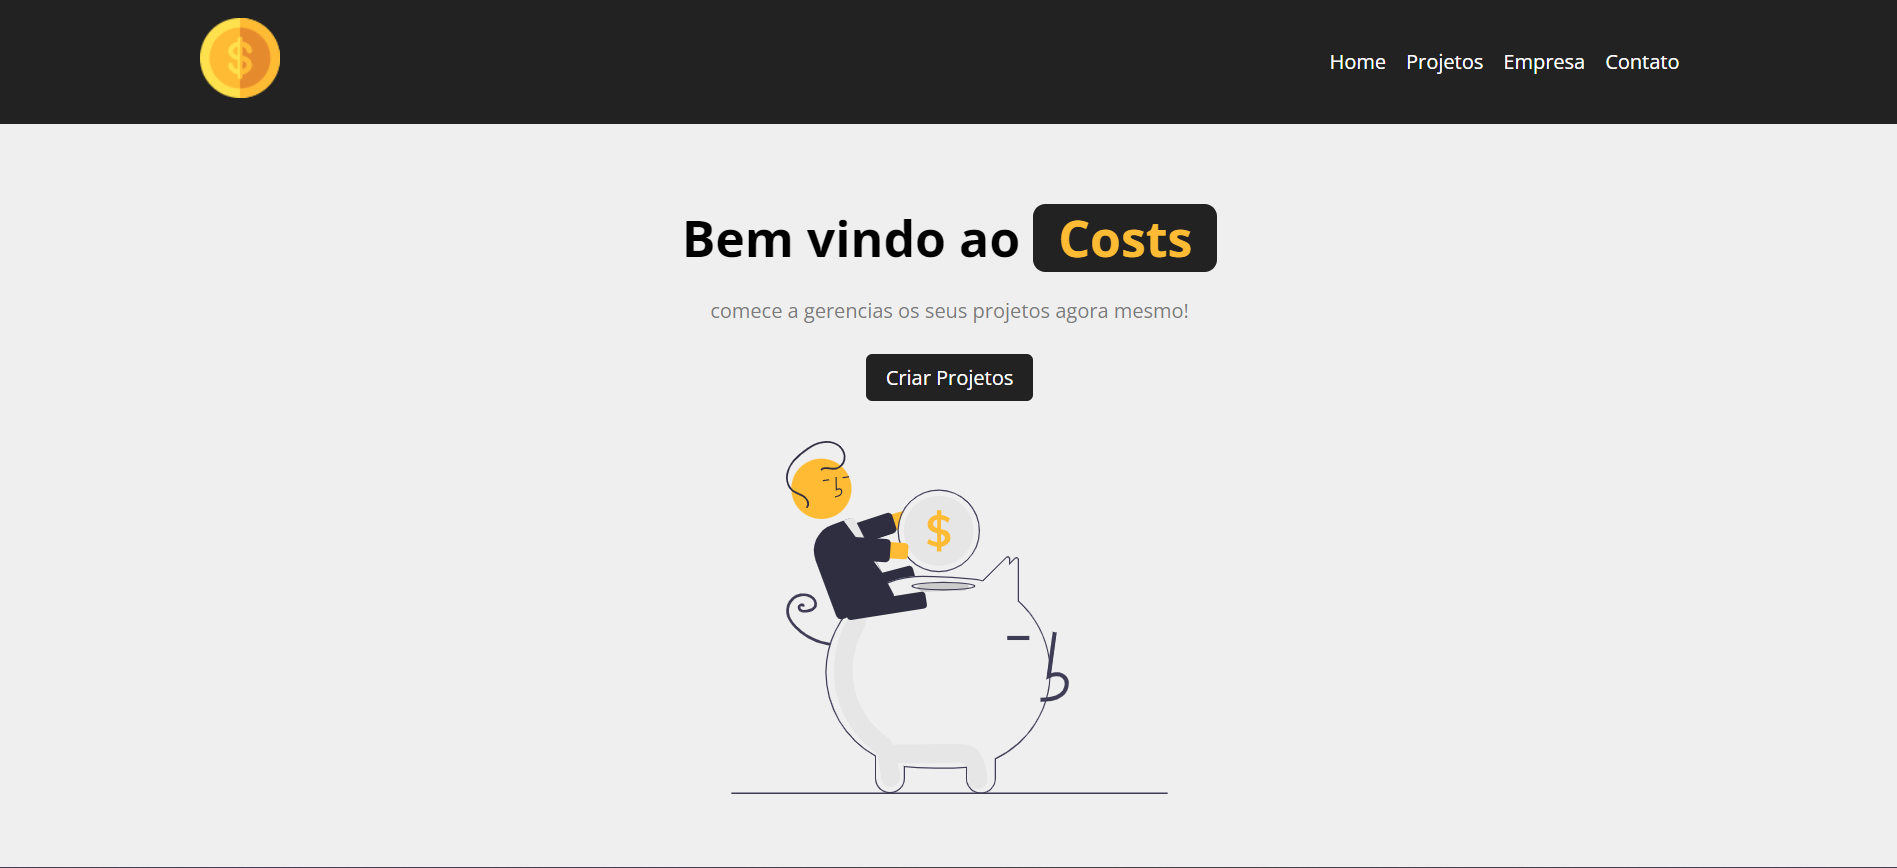 $
Home Projetos Empresa Contato
Bem vindo ao Costs
comece a gerencias os seus projetos agora mesmo!
Criar Projetos
$